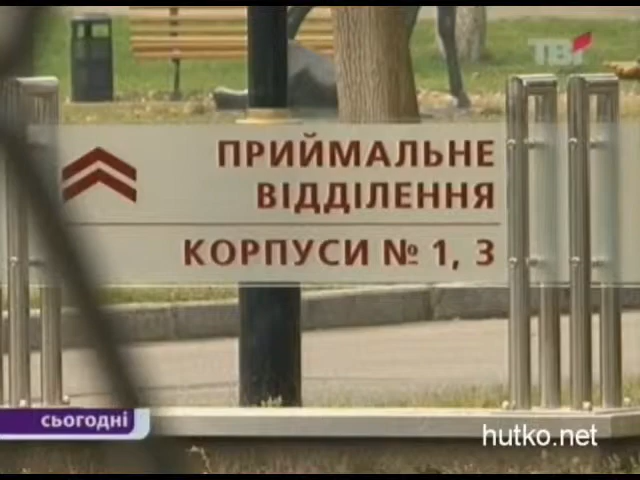 ТВі
ПРИЙМАЛЬНЕ
ВІДДІЛЕННЯ
КОРПУСИ № 1, 3
сьогодні
hutko.net